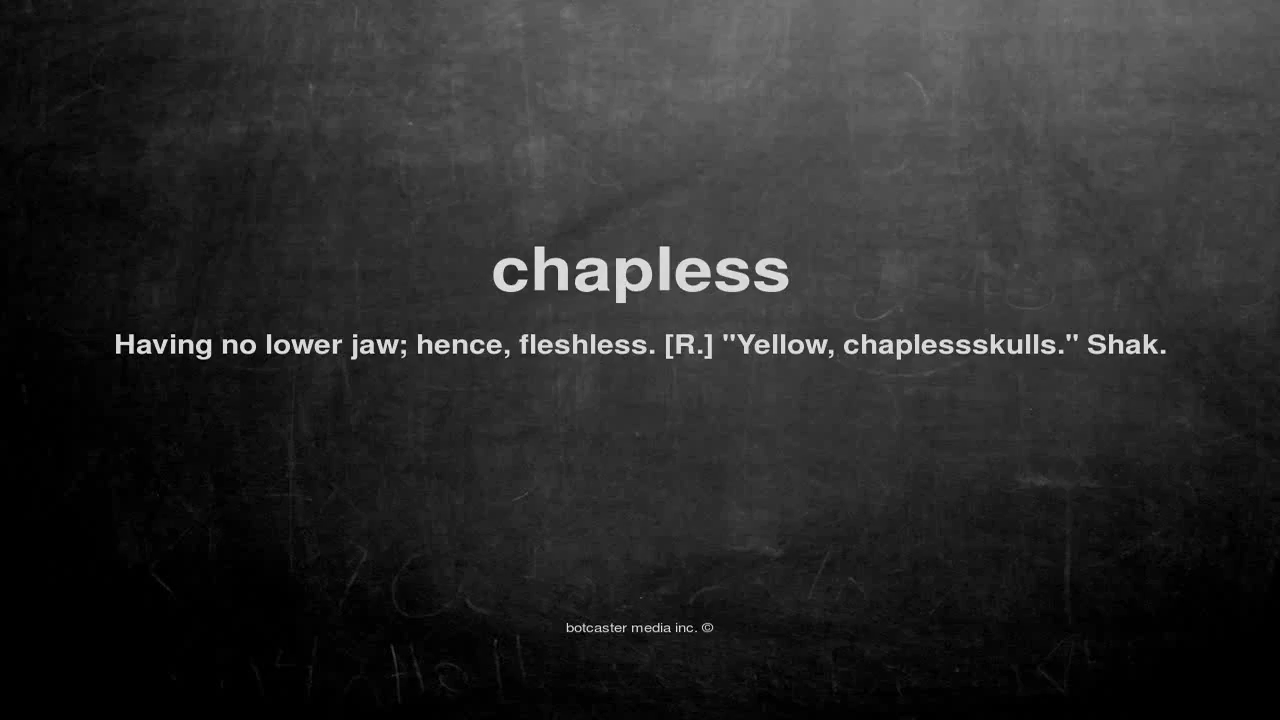 chapless
Having no lower jaw; hence, fleshless. [R.] "Yellow, chaplessskulls." Shak.
botcaster media inc. ©